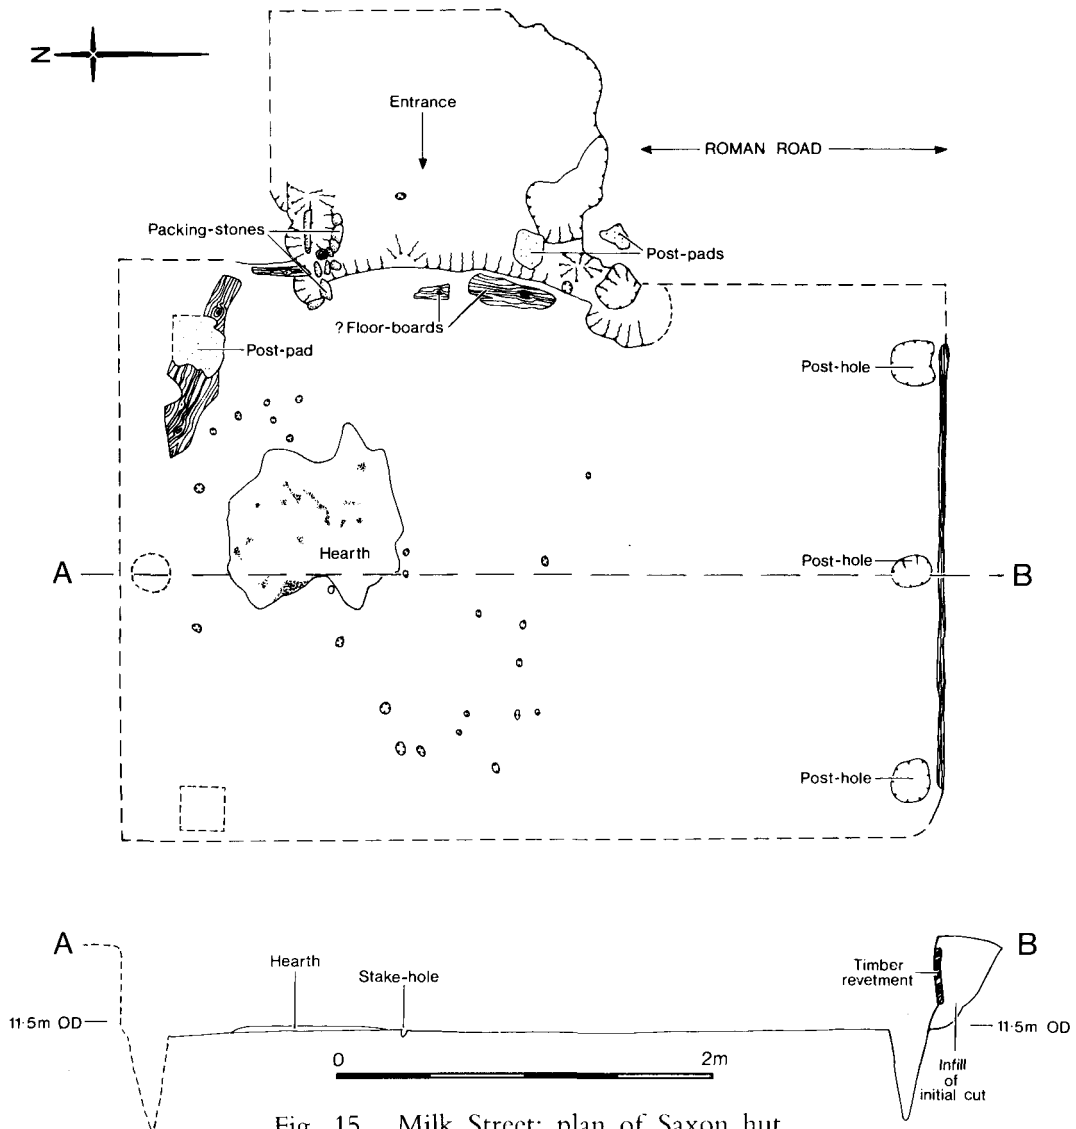 N
Entrance
ROMAN ROAD
Packing-stones
Post-pads
? Floor-boards
Post-pad
Post-hole
Hearth
Post-hole
A
B
Post-hole
A
B
Hearth
Stake-hole
Timber
revetment
11·5m OD
11·5m OD
0
2m
Infill
of
initial cut
Fig. 15 Milk Street: plan of Saxon hut